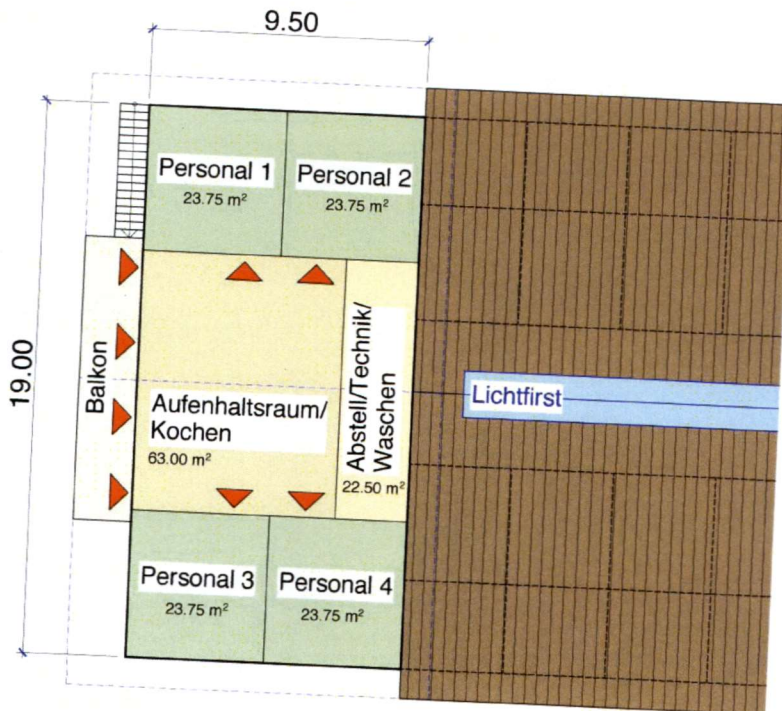 9.50
19.00
Personal 1
23.75 m²
Personal 2
23.75 m²
Balkon
Aufenthaltsraum/
Kochen
63.00 m²
Abstell/Technik/
Waschen
22.50 m²
Lichtfirst
Personal 3
23.75 m²
Personal 4
23.75 m²